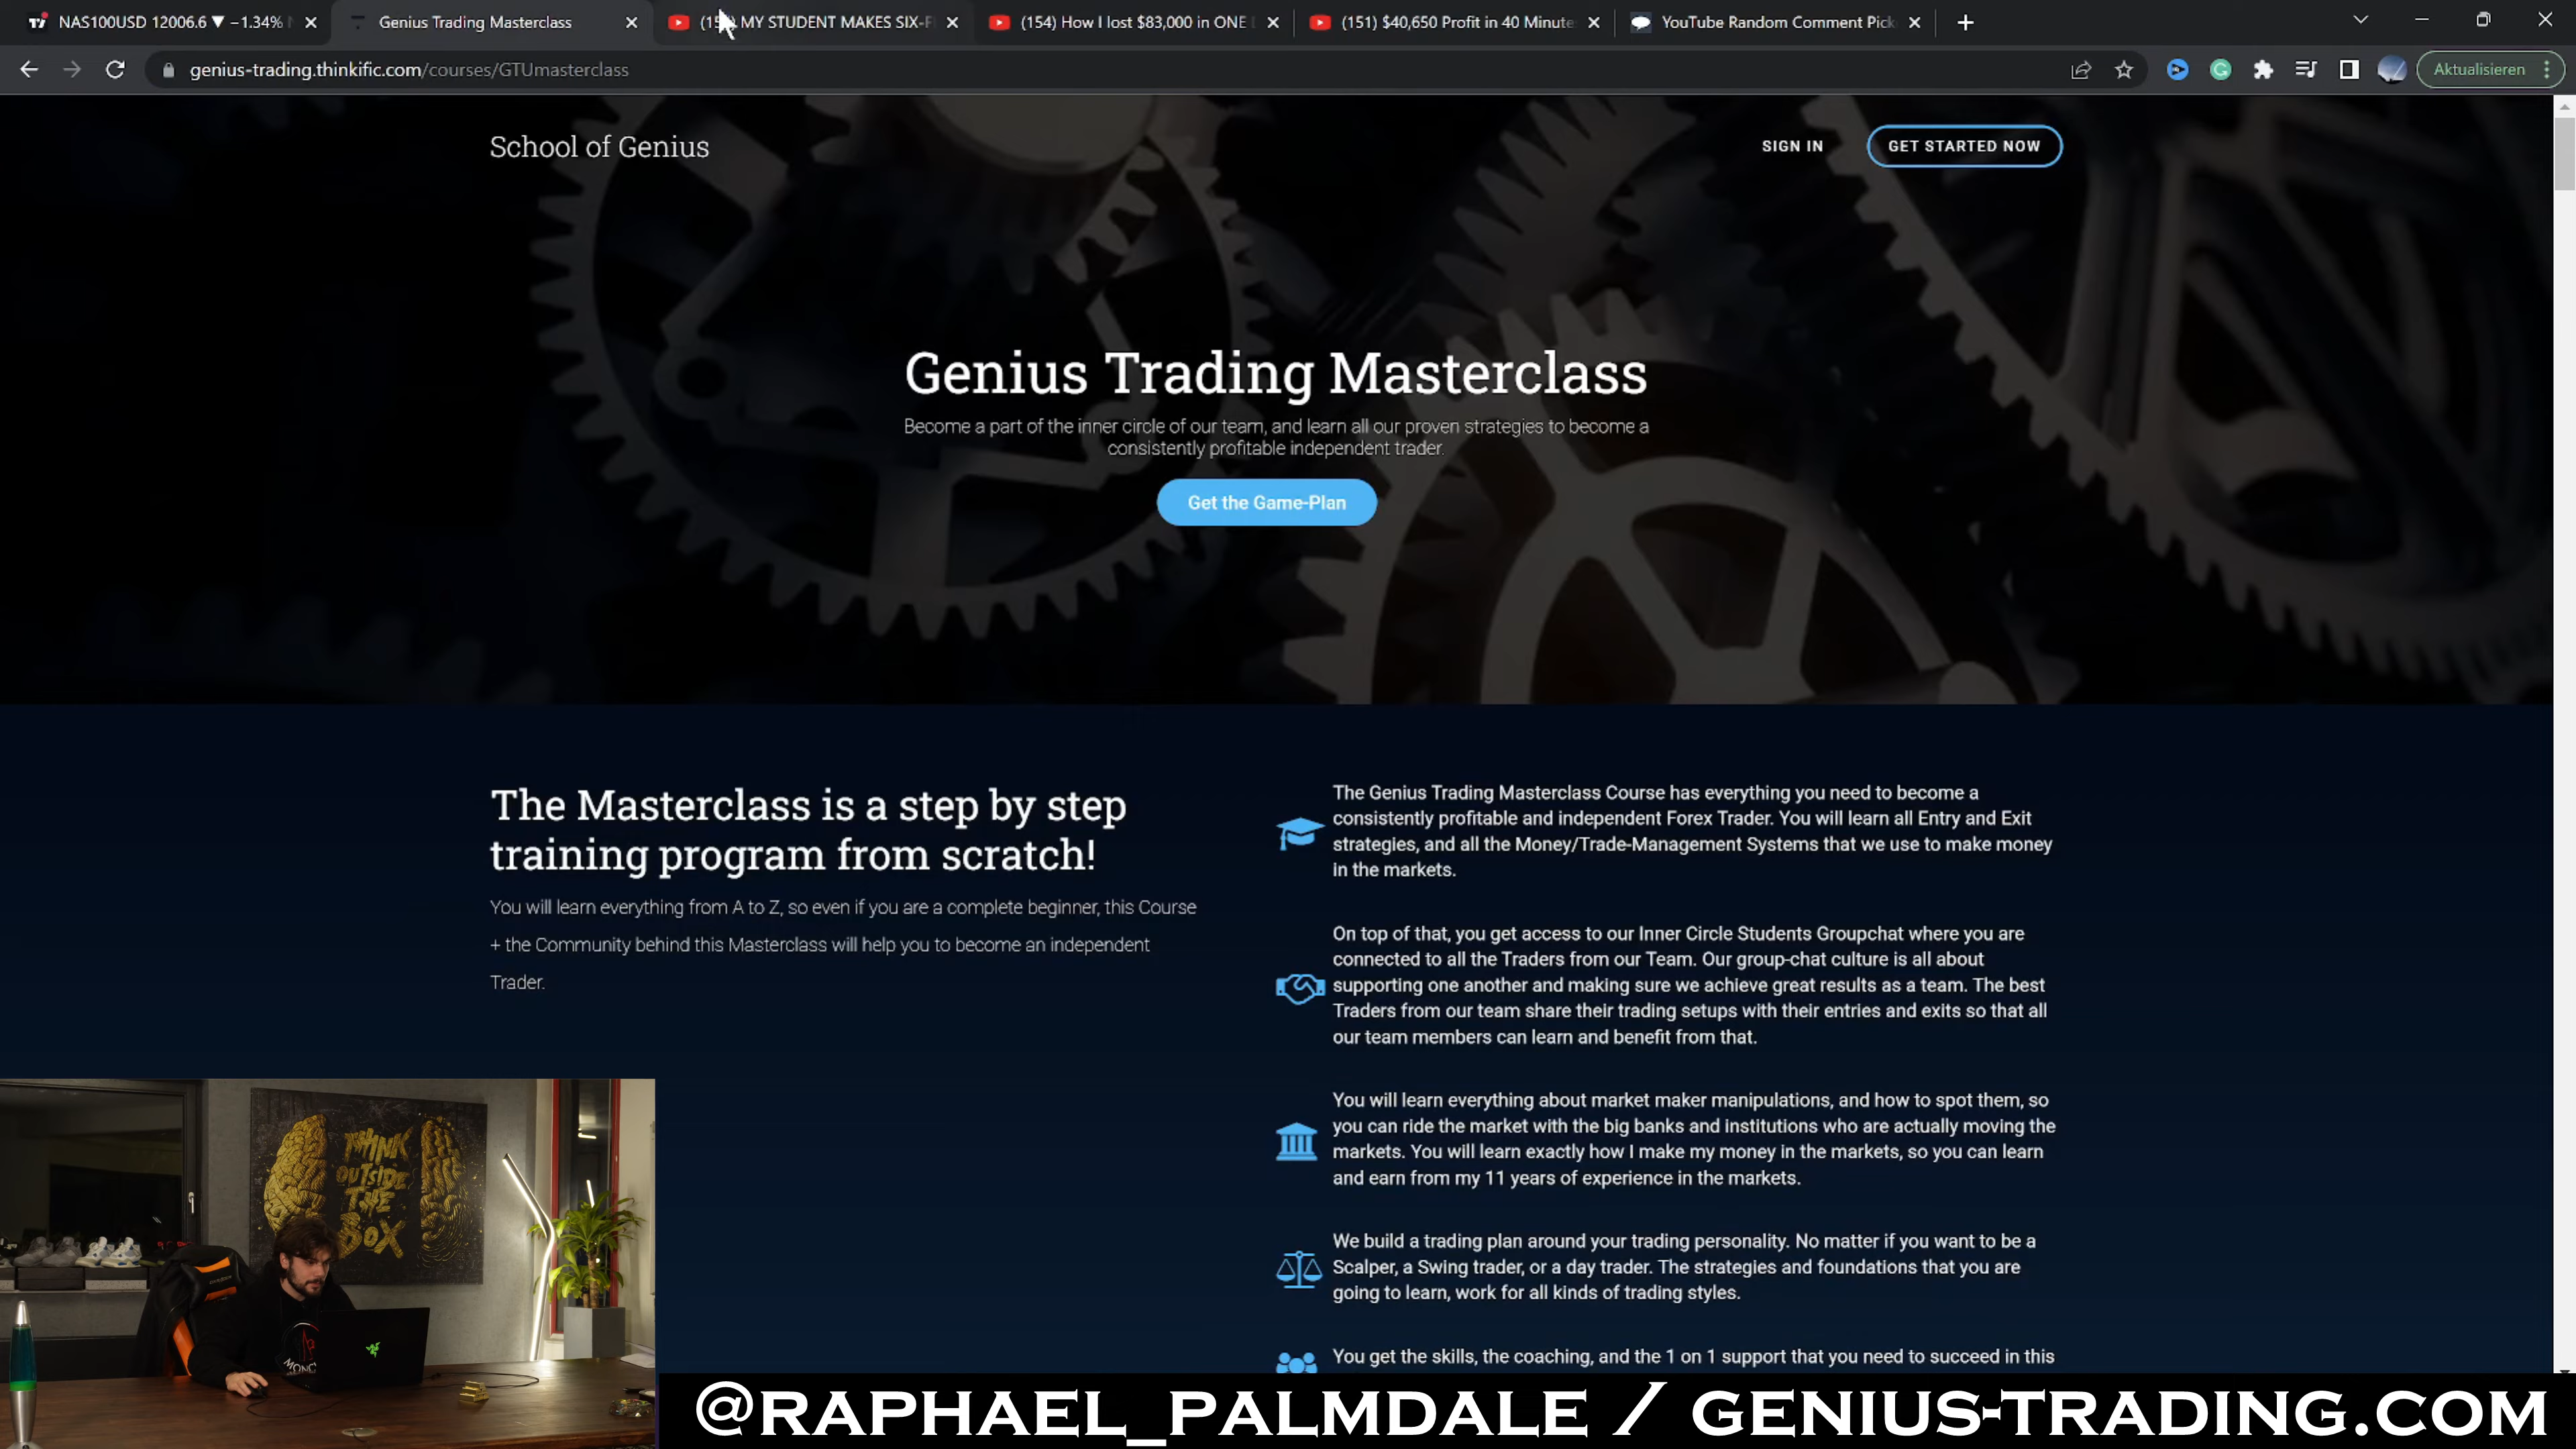 NAS100USD 12006.6 ▼ −1.34%
Genius Trading Masterclass
MY STUDENT MAKES SIX-F
(154) How I lost $83,000 in ONE
(151) $40,650 Profit in 40 Minute
YouTube Random Comment Pick
genius-trading.thinkific.com/courses/GTUmasterclass
Aktualisieren
School of Genius
SIGN IN
GET STARTED NOW
Genius Trading Masterclass
Become a part of the inner circle of our team, and learn all our proven strategies to become a
consistently profitable independent trader.
Get the Game-Plan
The Masterclass is a step by step
training program from scratch!
You will learn everything from A to Z, so even if you are a complete beginner, this Course
+ the Community behind this Masterclass will help you to become an independent
Trader.
The Genius Trading Masterclass Course has everything you need to become a
consistently profitable and independent Forex Trader. You will learn all Entry and Exit
strategies, and all the Money/Trade-Management Systems that we use to make money
in the markets.
On top of that, you get access to our Inner Circle Students Groupchat where you are
connected to all the Traders from our Team. Our group-chat culture is all about
supporting one another and making sure we achieve great results as a team. The best
Traders from our team share their trading setups with their entries and exits so that all
our team members can learn and benefit from that.
You will learn everything about market maker manipulations, and how to spot them, so
you can ride the market with the big banks and institutions who are actually moving the
markets. You will learn exactly how I make my money in the markets, so you can learn
and earn from my 11 years of experience in the markets.
We build a trading plan around your trading personality. No matter if you want to be a
Scalper, a Swing trader, or a day trader. The strategies and foundations that you are
going to learn, work for all kinds of trading styles.
You get the skills, the coaching, and the 1 on 1 support that you need to succeed in this
THINK
OUTSIDE
THE
BOX
MONC
@RAPHAEL_PALMDALE / GENIUS-TRADING.COM